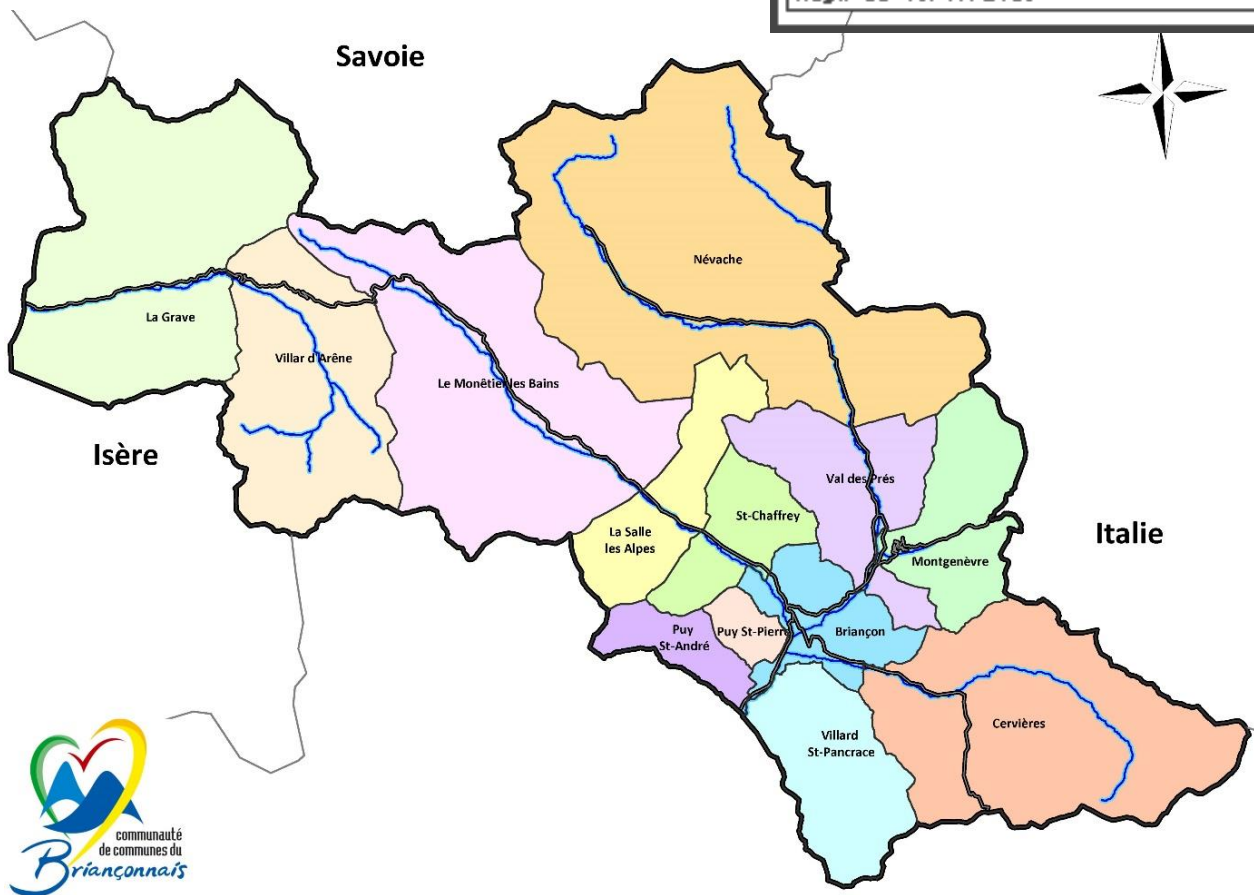 Savoie
Névache
La Grave
Villar d'Arêne
Le Monêtier les Bains
Isère
Val des Prés
St-Chaffrey
La Salle
les Alpes
Italie
Montgenèvre
Puy
St-André
Puy St-Pierre
Briançon
Cervières
Villard
St-Pancrace
communauté
de communes du
Briançonnais